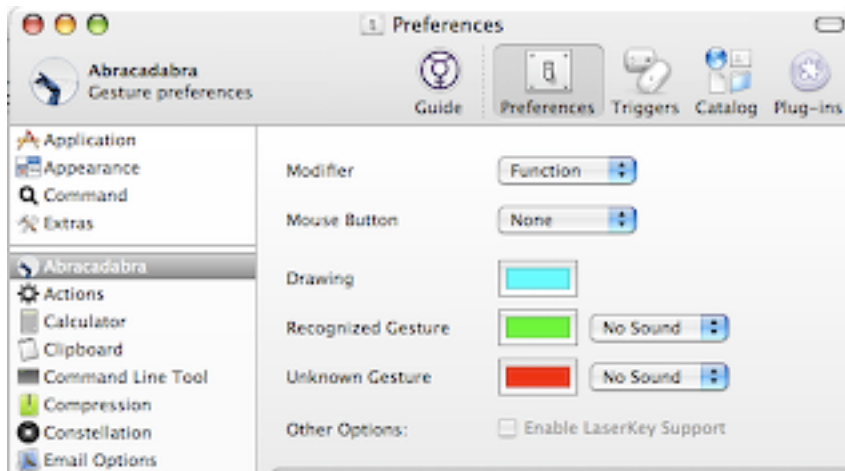 Preferences
Abracadabra
Gesture preferences
Guide Preferences Triggers Catalog Plug-ins
Application
Appearance
Command
Extras
Abracadabra
Actions
Calculator
Clipboard
Command Line Tool
Compression
Constellation
Email Options
Modifier Function
Mouse Button None
Drawing
Recognized Gesture No Sound
Unknown Gesture No Sound
Other Options: Enable LaserKey Support